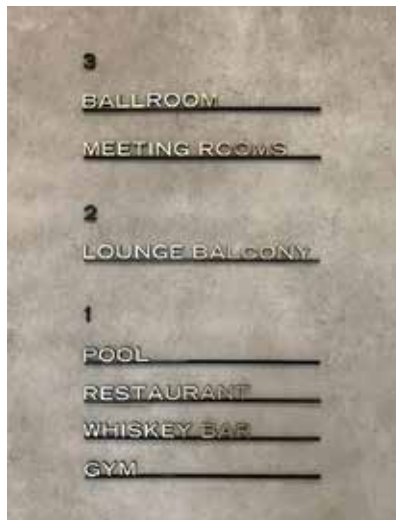 3
BALLROOM
MEETING ROOMS
2
LOUNGE BALCONY
1
POOL
RESTAURANT
WHISKEY BAR
GYM